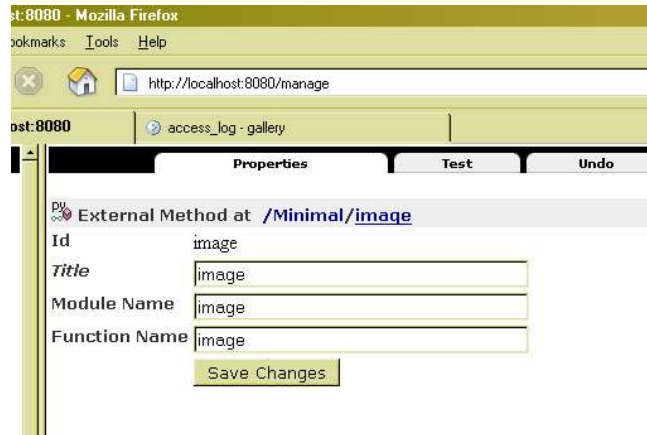 st:8080 - Mozilla Firefox
ookmarks Tools Help
http://localhost:8080/manage
ost:8080 access_log - gallery
Properties Test Undo
External Method at /Minimal/image
Id image
Title image
Module Name image
Function Name image
Save Changes